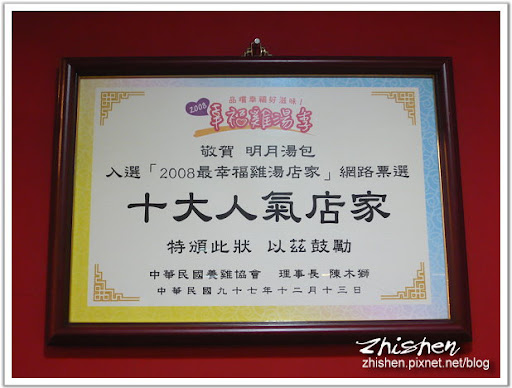 品嚐幸福好滋味!
2008
幸福雞湯季
敬賀 明月湯包
入選「2008最幸福雞湯店家」網路票選
十大人氣店家
特頒此狀 以茲鼓勵
中華民國養雞協會 理事長 陳木獅
中華民國九十七年十二月十三日
Zhishen
zhishen.pixnet.net/blog